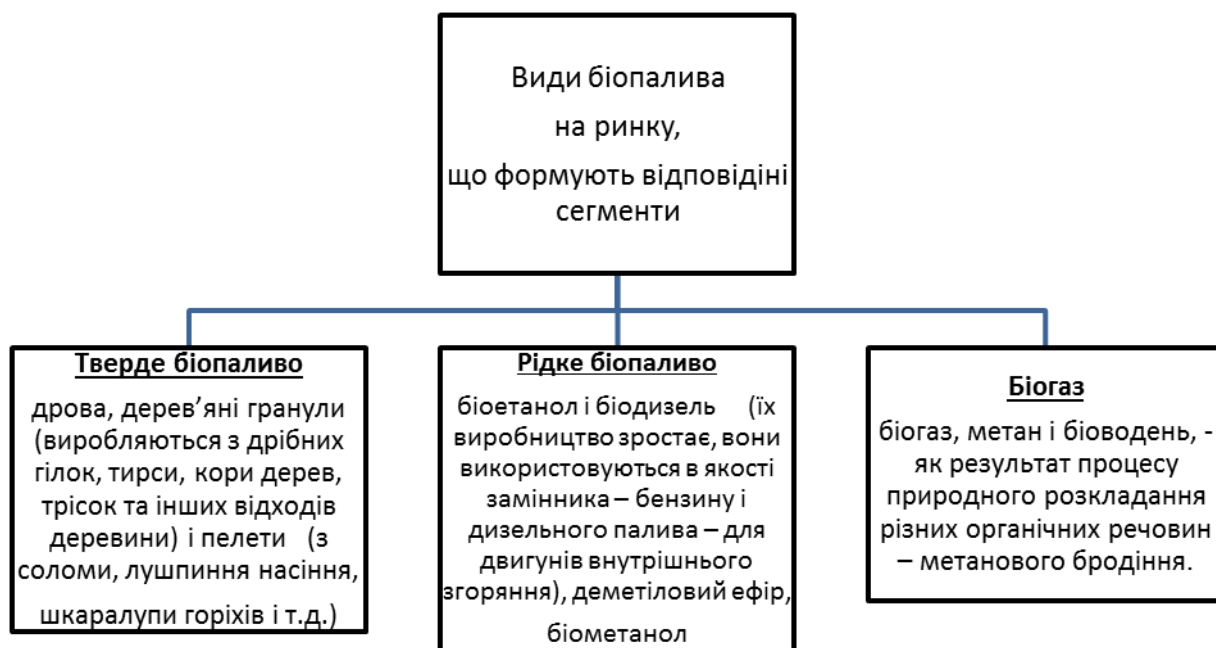 Види біопалива
на ринку,
що формують відповідіні
сегменти
Тверде біопаливо
дрова, дерев’яні гранули
(виробляються з дрібних
гілок, тирси, кори дерев,
трісок та інших відходів
деревини) і пелети (з
соломи, лушпиння насіння,
шкаралупи горіхів і т.д.)
Рідке біопаливо
біоетанол і біодизель (їх
виробництво зростає, вони
використовуються в якості
замінника – бензину і
дизельного палива – для
двигунів внутрішнього
згоряння), деметіловий ефір,
біометанол
Біогаз
біогаз, метан і біоводень, -
як результат процесу
природного розкладання
різних органічних речовин
– метанового бродіння.